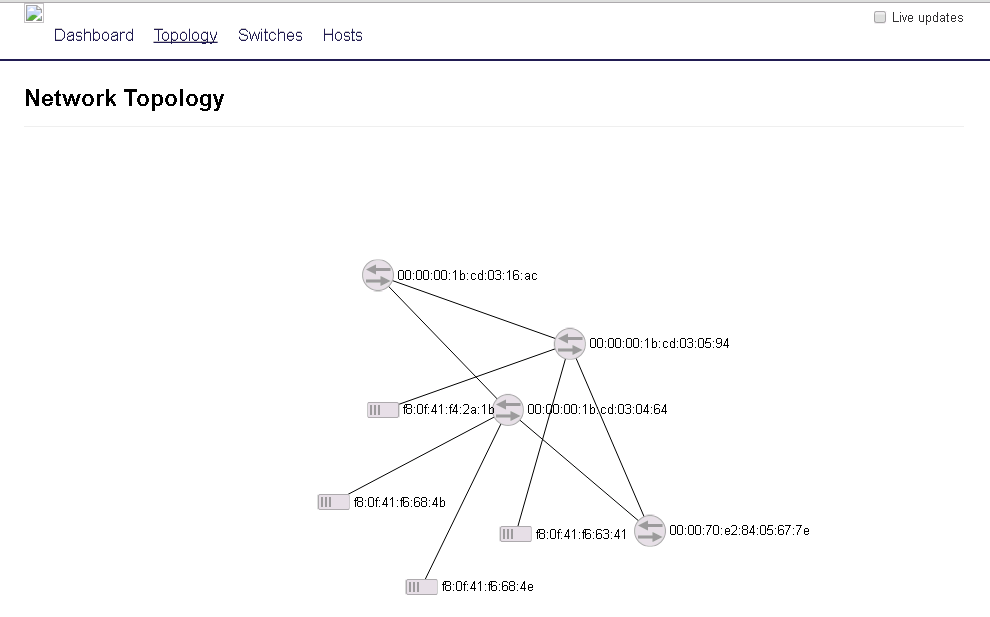 Live updates
Dashboard Topology Switches Hosts
Network Topology
00:00:00:1b:cd:03:16:ac
00:00:00:1b:cd:03:05:94
f8:0f:41:f4:2a:1b
00:00:00:1b:cd:03:04:64
f8:0f:41:f6:68:4b
f8:0f:41:f6:63:41
00:00:70:e2:84:05:67:7e
f8:0f:41:f6:68:4e